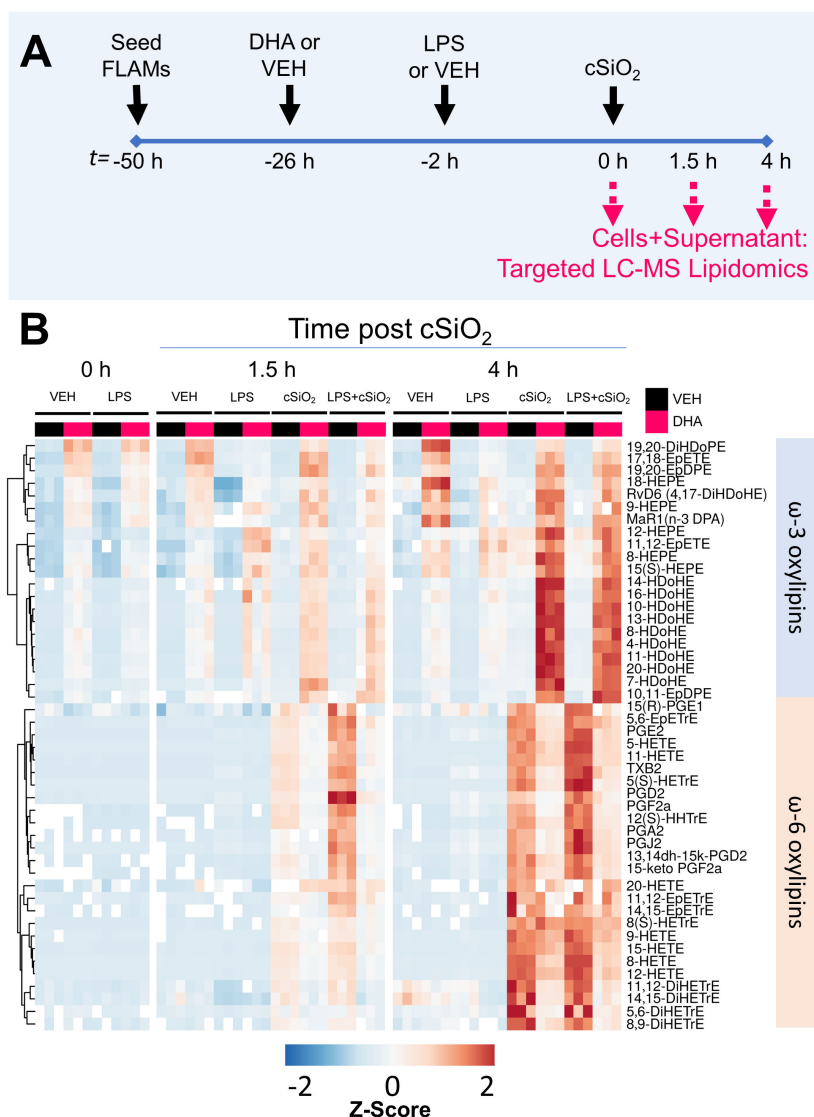 A
Seed
FLAMs
DHA or
VEH
LPS
or VEH
cSiO2
t= -50 h
-26 h
-2 h
0 h
1.5 h
4 h
Cells+Supernatant:
Targeted LC-MS Lipidomics
B
Time post cSiO2
0 h
1.5 h
4 h
VEH
LPS
VEH
LPS
cSiO2
LPS+cSiO2
VEH
LPS
cSiO2
LPS+cSiO2
VEH
DHA
19,20-DiHDoPE
17,18-EpETE
19,20-EpDPE
18-HEPE
RvD6 (4,17-DiHDoHE)
9-HEPE
MaR1(n-3 DPA)
12-HEPE
11,12-EpETE
8-HEPE
15(S)-HEPE
14-HDoHE
16-HDoHE
10-HDoHE
13-HDoHE
8-HDoHE
4-HDoHE
11-HDoHE
20-HDoHE
7-HDoHE
10,11-EpDPE
15(R)-PGE1
5,6-EpETrE
PGE2
5-HETE
11-HETE
TXB2
5(S)-HETrE
PGD2
PGF2a
12(S)-HHTrE
PGA2
PGJ2
13,14dh-15k-PGD2
15-keto PGF2a
20-HETE
11,12-EpETrE
14,15-EpETrE
8(S)-HETrE
9-HETE
15-HETE
8-HETE
12-HETE
11,12-DiHETrE
14,15-DiHETrE
5,6-DiHETrE
8,9-DiHETrE
ω-3 oxylipins
ω-6 oxylipins
-2
0
2
Z-Score